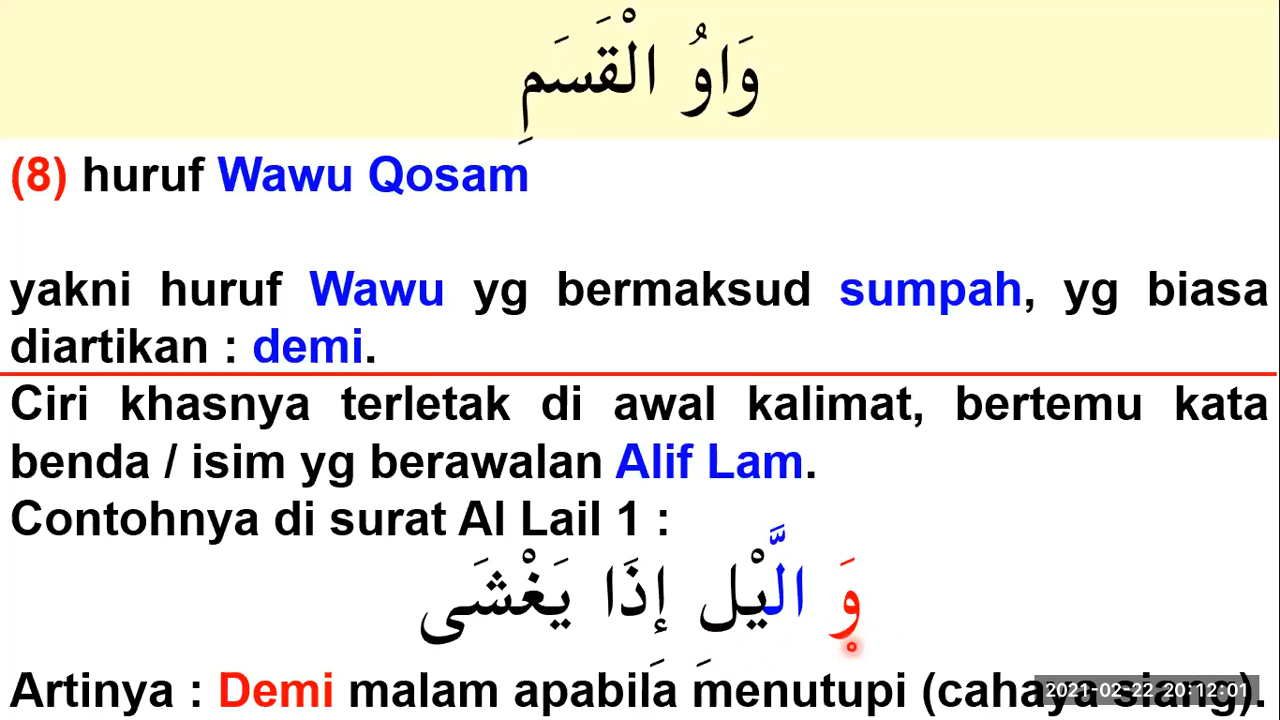 وَاوُ الْقَسَمِ
(8) huruf Wawu Qosam
yakni huruf Wawu yg bermaksud sumpah, yg biasa
diartikan : demi.
Ciri khasnya terletak di awal kalimat, bertemu kata
benda / isim yg berawalan Alif Lam.
Contohnya di surat Al Lail 1 :
وَ الَّيْلِ إِذَا يَغْشَى
Artinya : Demi malam apabila menutupi (cahaya siang).
2021-02-22 20:12:01